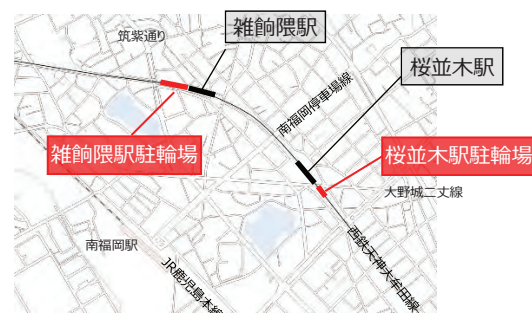 雑餉隈駅
筑紫通り
桜並木駅
南福岡停車場線
雑餉隈駅駐輪場
桜並木駅駐輪場
大野城二丈線
南福岡駅
西鉄天神大牟田線
JR鹿児島本線